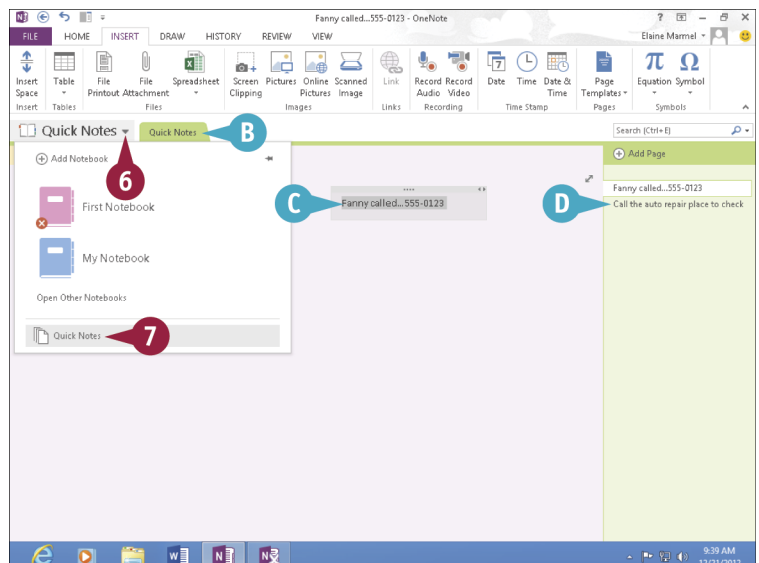 Fanny called...555-0123 - OneNote
Elaine Marmel
FILE HOME INSERT DRAW HISTORY REVIEW VIEW
Insert Space
Table
File Printout
File Attachment
Spreadsheet
Screen Clipping
Pictures
Online Pictures
Scanned Image
Link
Record Audio
Record Video
Date
Time
Date & Time
Page Templates
Equation
Symbol
Insert Tables Files Images Links Recording Time Stamp Pages Symbols
Quick Notes
Quick Notes
B
Search (Ctrl+E)
Add Notebook
6
Add Page
First Notebook
C
Fanny called...555-0123
D
Fanny called...555-0123
Call the auto repair place to check
My Notebook
Open Other Notebooks
Quick Notes
7
9:39 AM